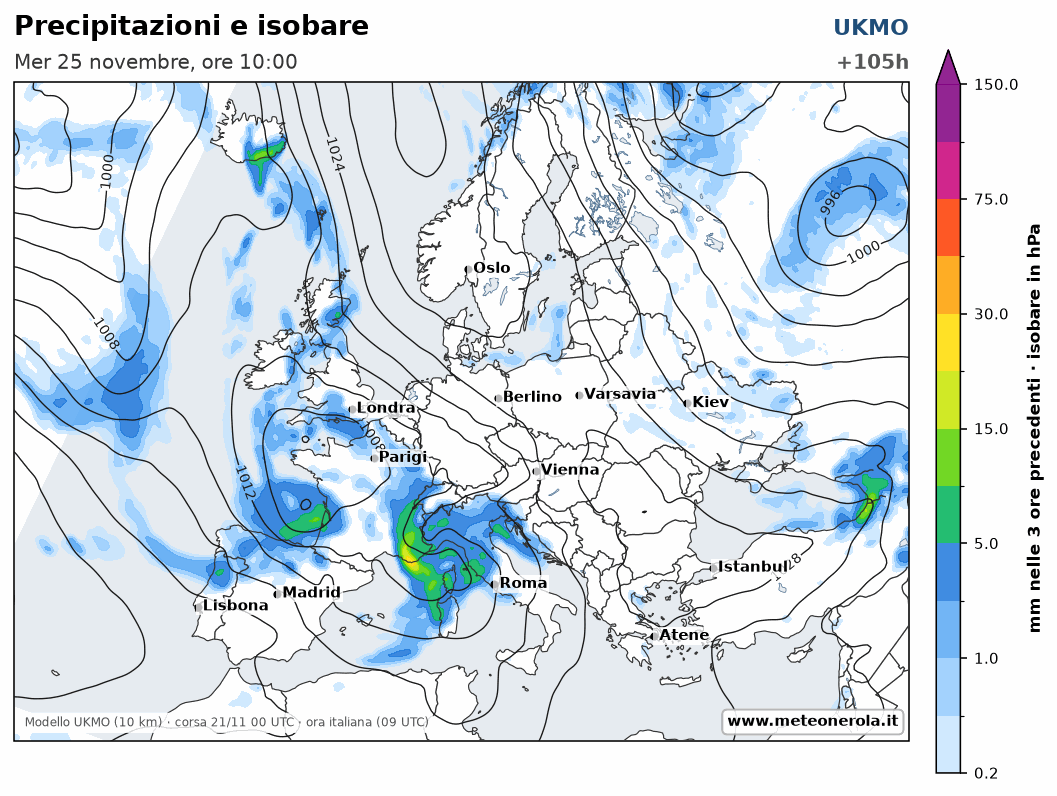 Precipitazioni e isobare
UKMO
Mer 25 novembre, ore 10:00
+105h
150.0
75.0
30.0
15.0
5.0
1.0
0.2
mm nelle 3 ore precedenti · isobare in hPa
1000
1024
996
1000
1008
1008
1012
Oslo
Berlino
Varsavia
Kiev
Londra
Parigi
Vienna
Istanbul
Roma
Madrid
Lisbona
Atene
Modello UKMO (10 km) · corsa 21/11 00 UTC · ora italiana (09 UTC)
www.meteonerola.it